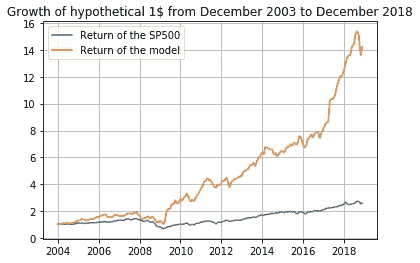 Growth of hypothetical 1$ from December 2003 to December 2018
16
Return of the SP500
Return of the model
14
12
10
8
6
4
2
0
2004 2006 2008 2010 2012 2014 2016 2018